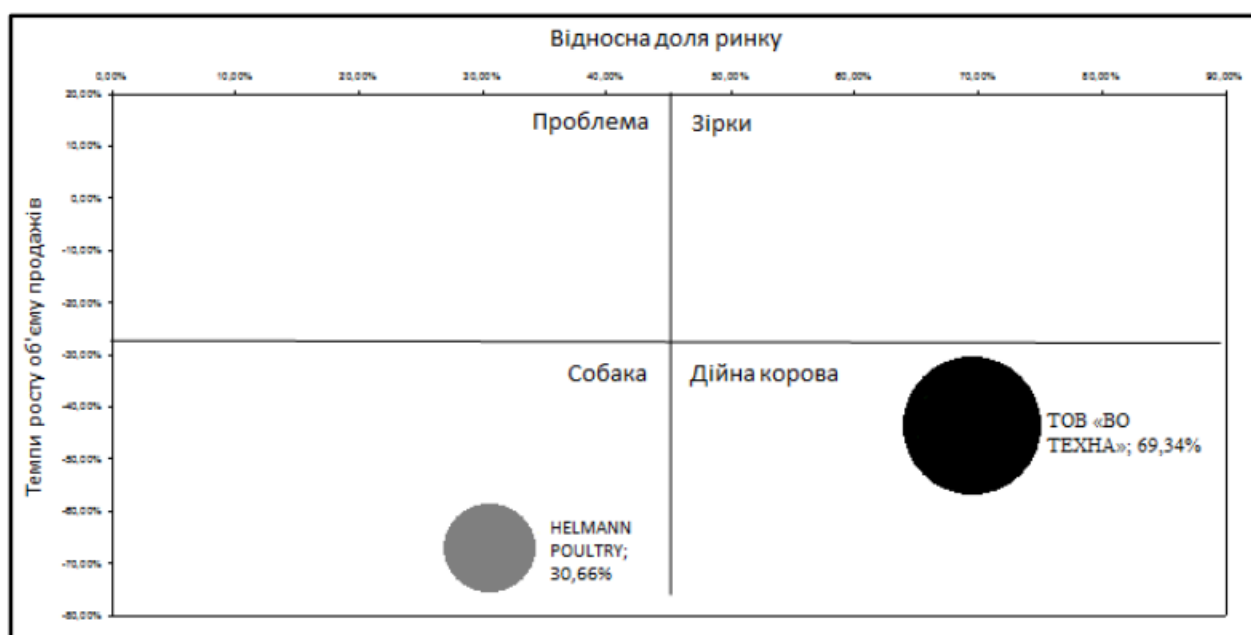 Відносна доля ринку
0,00% 10,00% 20,00% 30,00% 40,00% 50,00% 60,00% 70,00% 80,00% 90,00%
20,00%
10,00%
0,00%
-10,00%
-20,00%
-30,00%
-40,00%
-50,00%
-60,00%
-70,00%
-80,00%
Темпи росту об'єму продажів
Проблема
Зірки
Собака
Дійна корова
ТОВ «ВО
ТЕХНА»; 69,34%
HELMANN
POULTRY;
30,66%